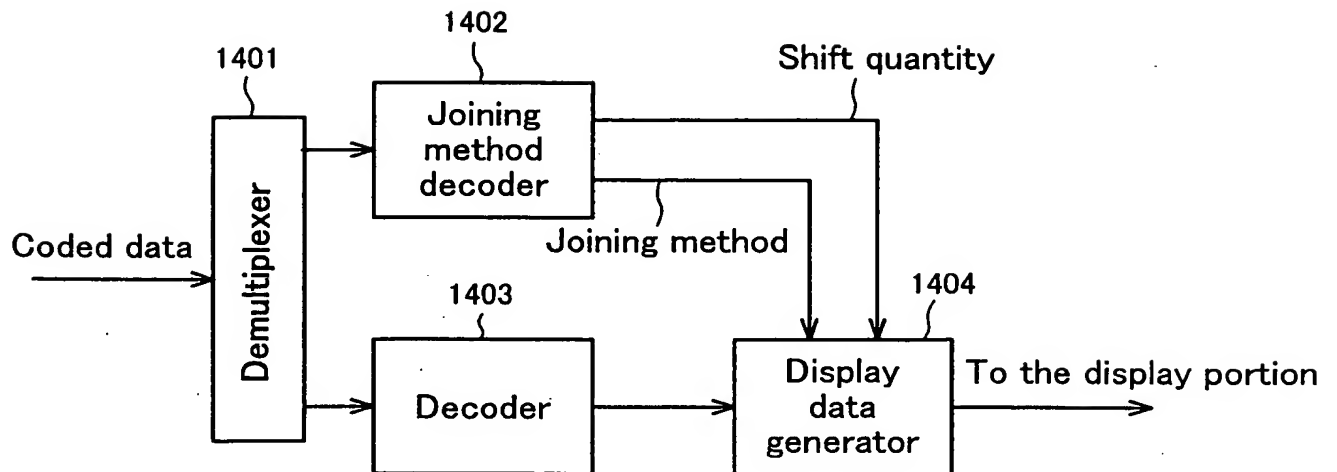 1402
1401
Shift quantity
Joining
method
decoder
Joining method
Coded data
Demultiplexer
1403
1404
Decoder
Display
data
generator
To the display portion